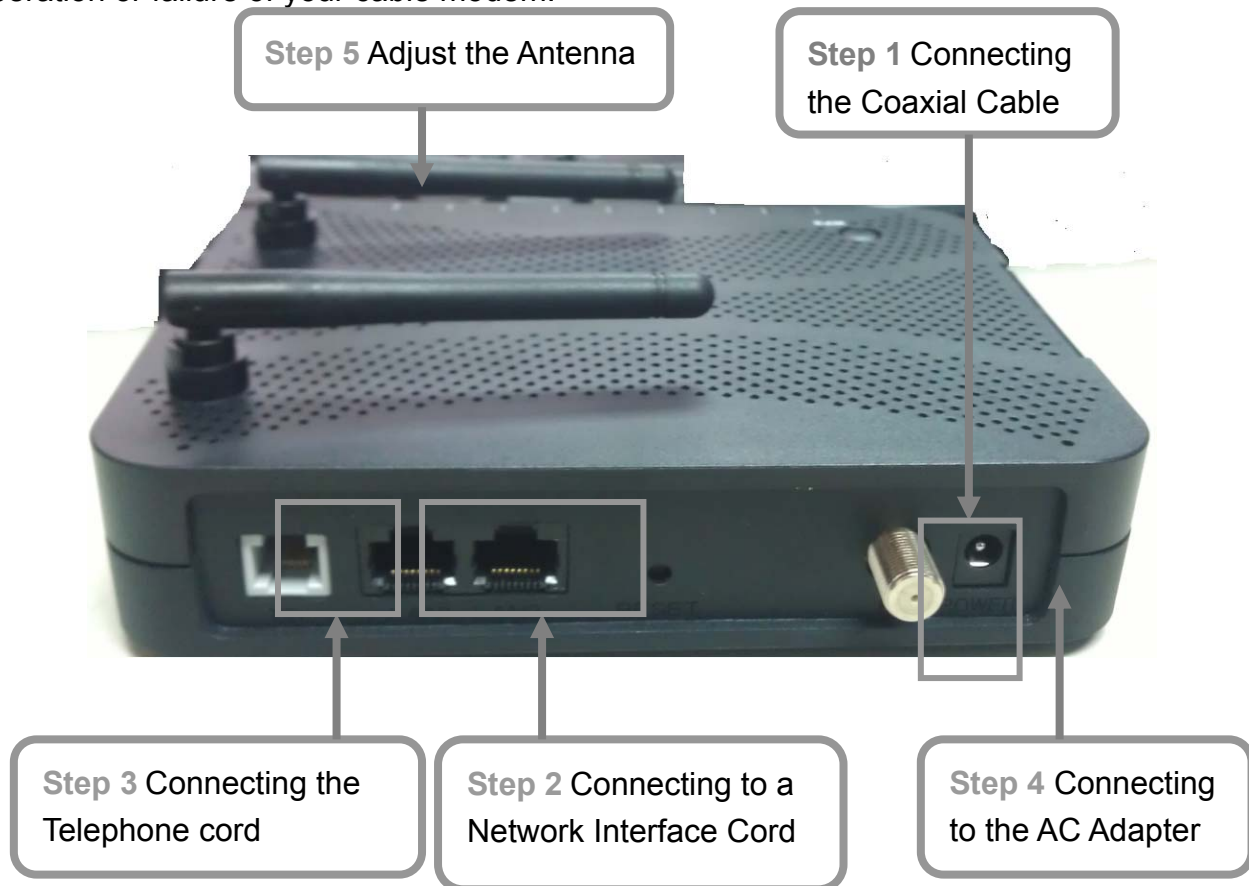 Step 5 Adjust the Antenna
Step 1 Connecting
the Coaxial Cable
Step 3 Connecting the
Telephone cord
Step 2 Connecting to a
Network Interface Cord
Step 4 Connecting
to the AC Adapter